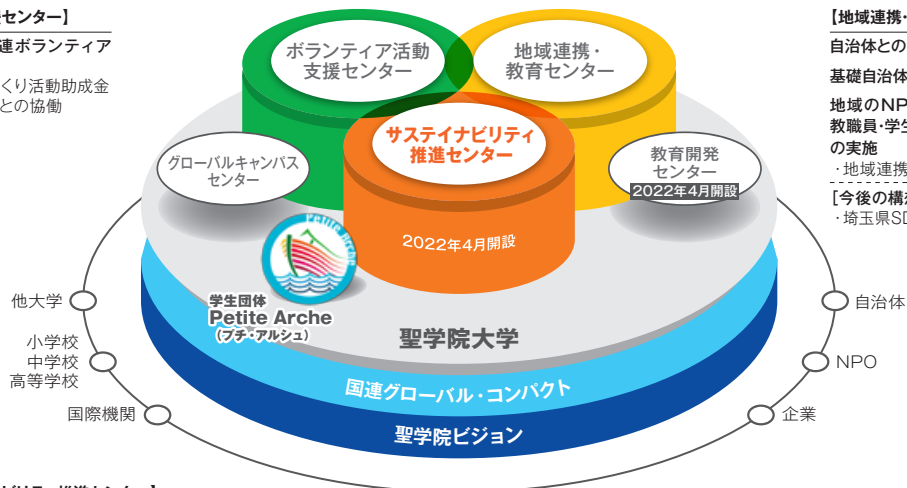 センター】
連ボランティア
くり活動助成金
との協働
ボランティア活動
支援センター
地域連携・
教育センター
サステイナビリティ
推進センター
2022年4月開設
グローバルキャンパス
センター
教育開発
センター
2022年4月開設
Petite Arche
学生団体
Petite Arche
(プチ・アルシュ)
聖学院大学
国連グローバル・コンパクト
聖学院ビジョン
他大学
小学校
中学校
高等学校
国際機関
自治体
NPO
企業
【地域連携・
自治体との
基礎自治体
地域のNP
教職員・学生
の実施
・地域連携
[今後の構
・埼玉県SD
推進センター】